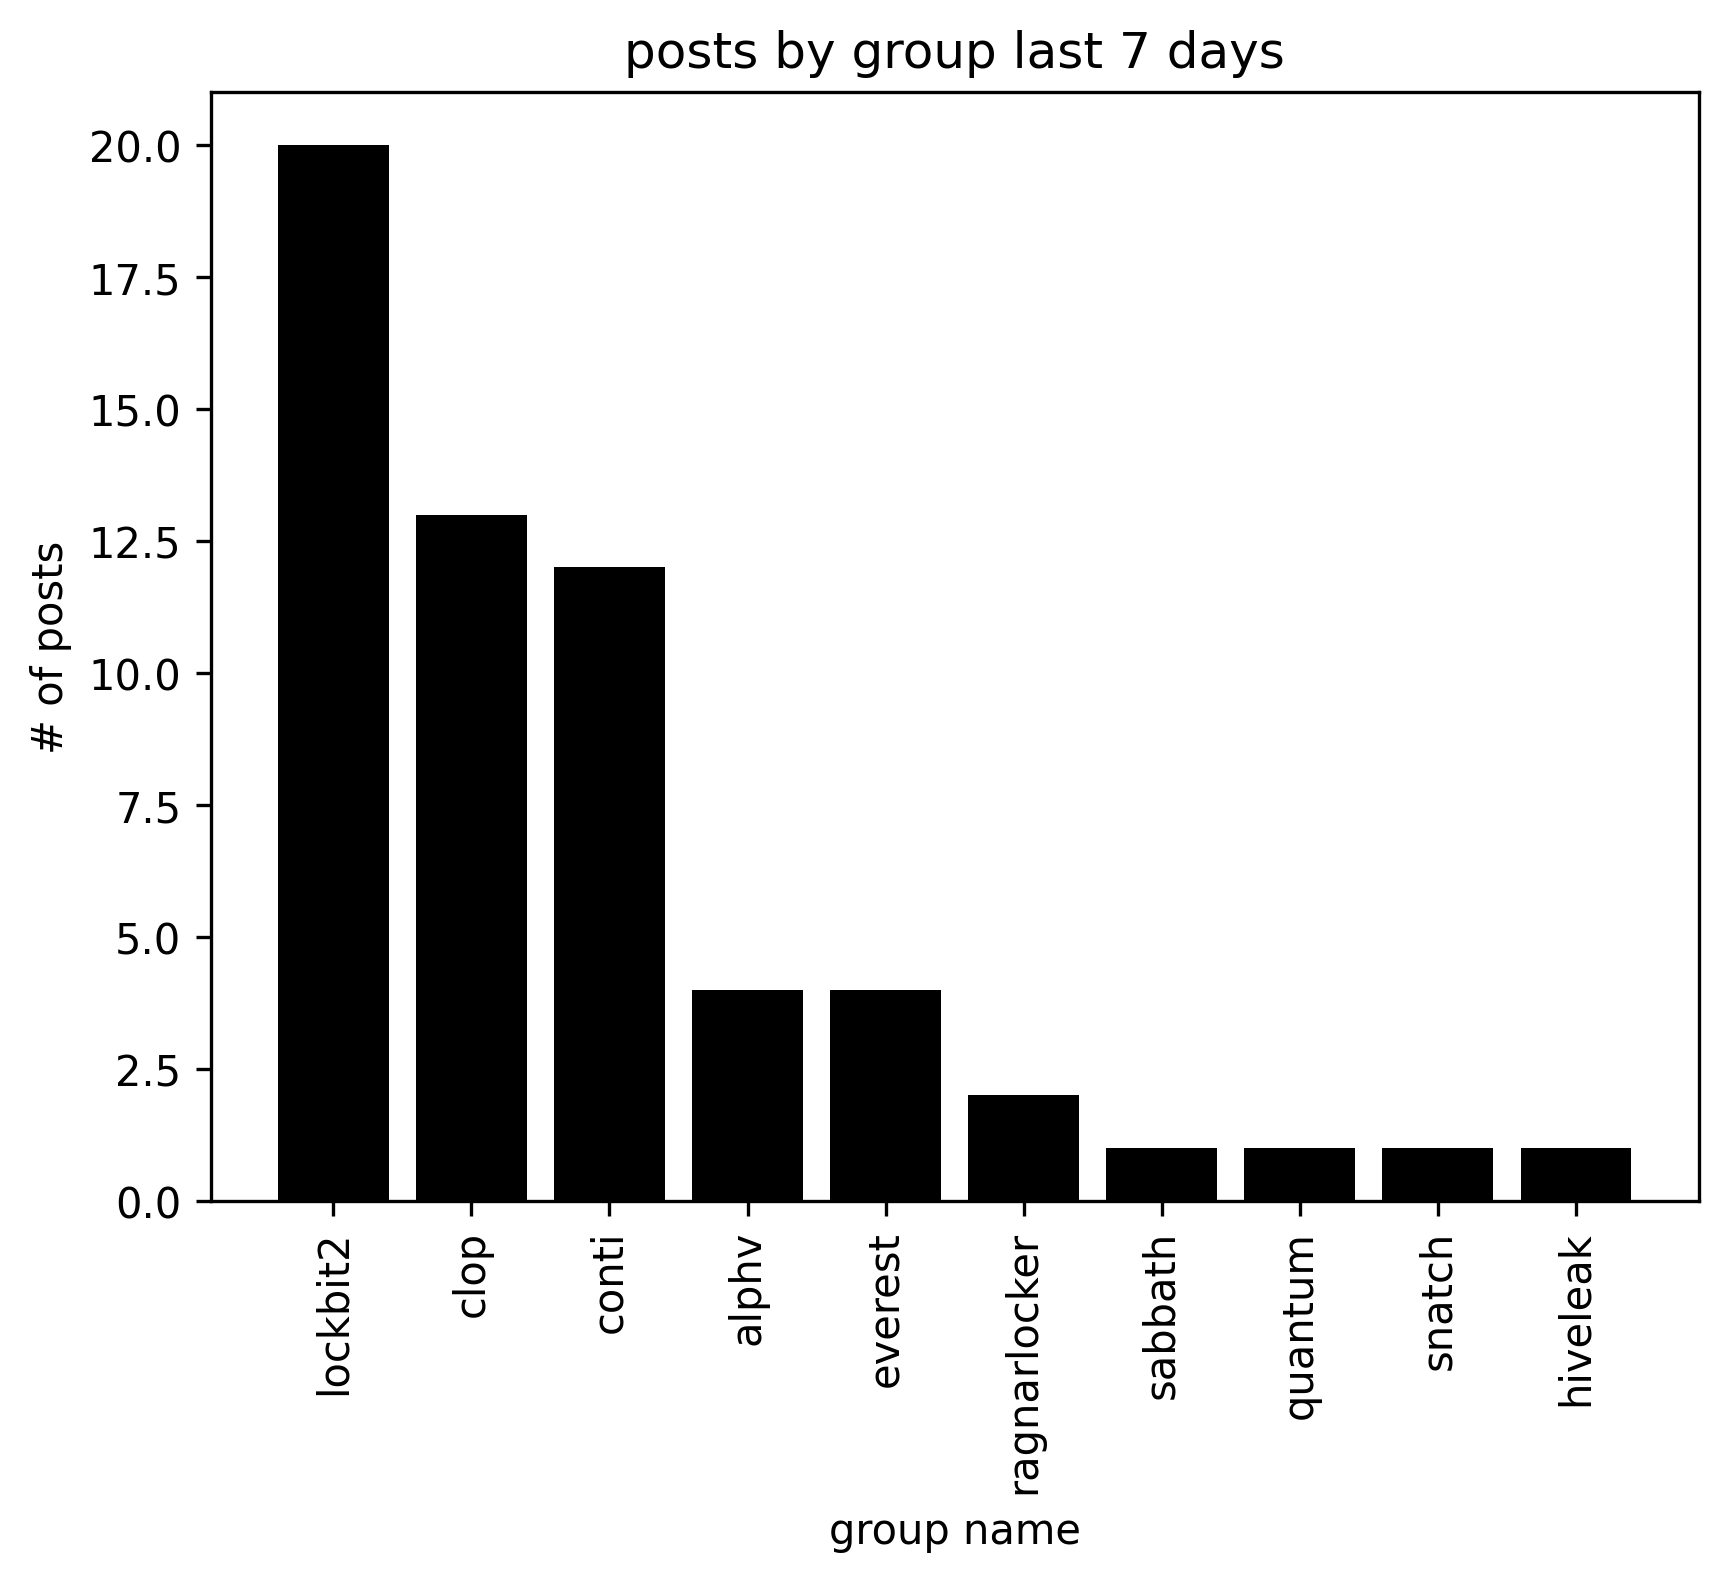 posts by group last 7 days
# of posts
20.0
17.5
15.0
12.5
10.0
7.5
5.0
2.5
0.0
lockbit2
clop
conti
alphv
everest
ragnarlocker
sabbath
quantum
snatch
hiveleak
group name